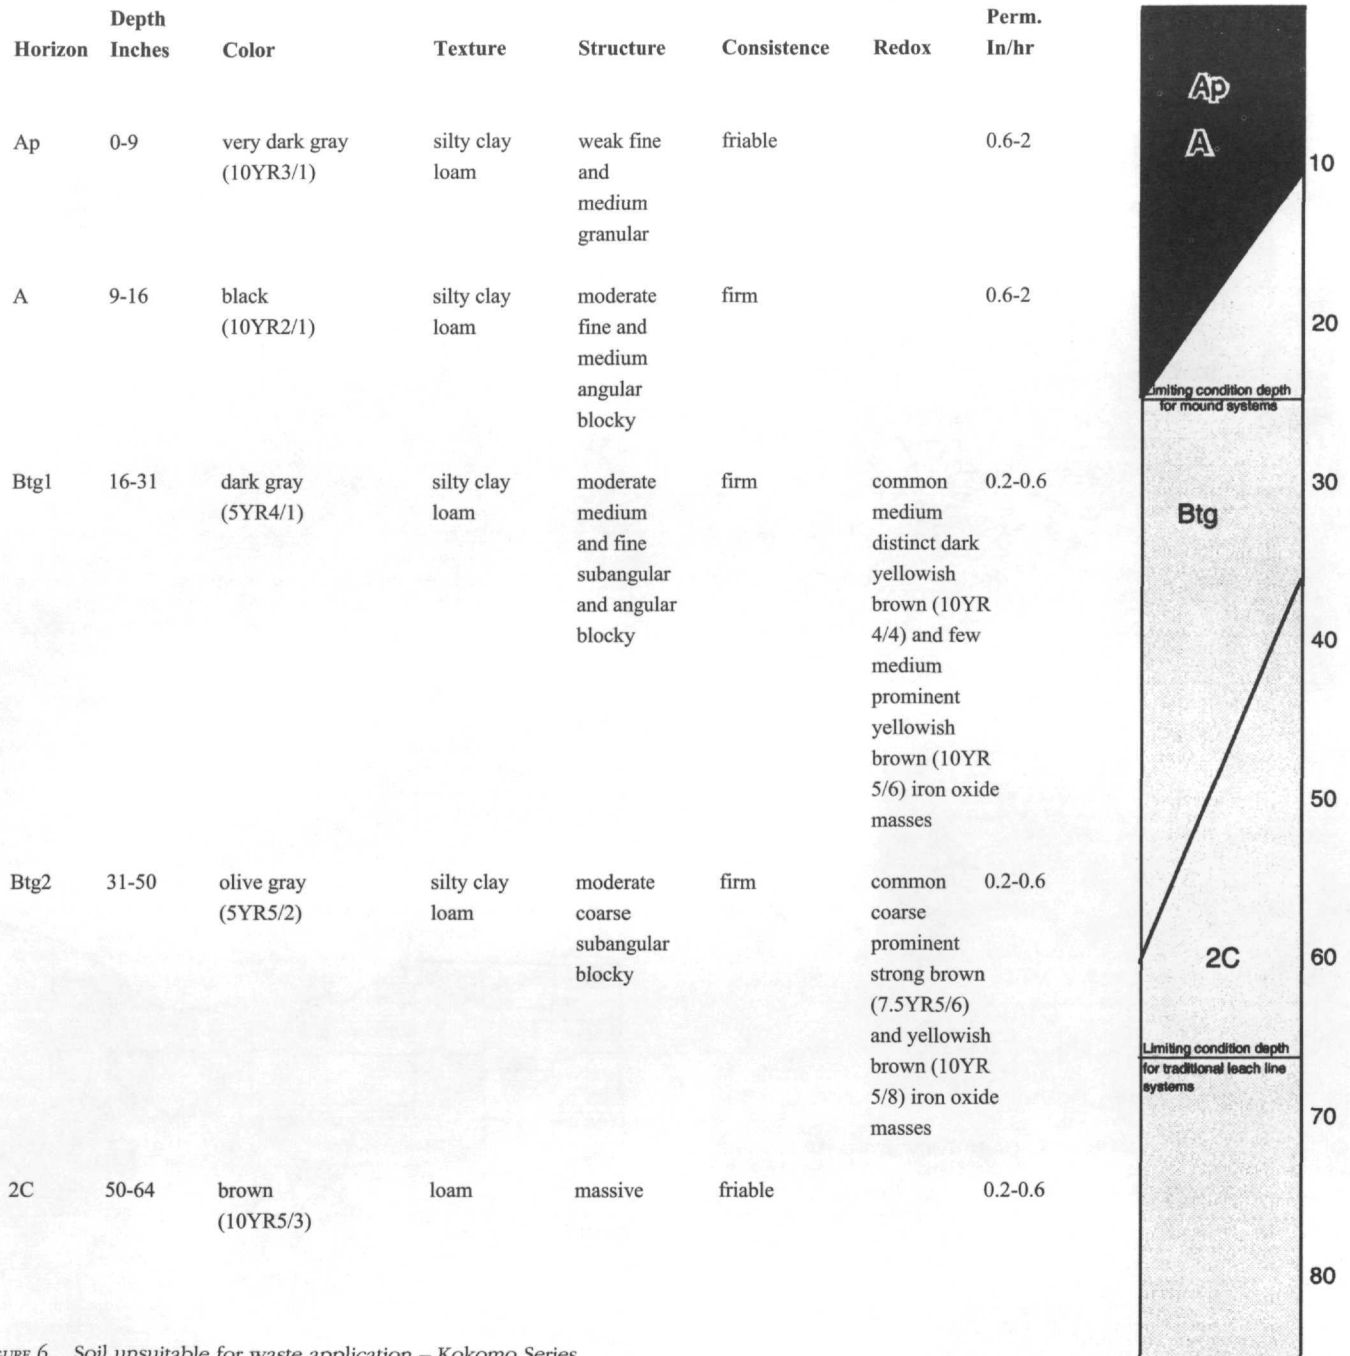 Depth
Perm.
Horizon Inches Color Texture Structure Consistence Redox In/hr
Ap 0-9 very dark gray silty clay weak fine friable 0.6-2
(10YR3/1) loam and
medium
granular
A 9-16 black silty clay moderate firm 0.6-2
(10YR2/1) loam fine and
medium
angular
blocky
Btg1 16-31 dark gray silty clay moderate firm common 0.2-0.6
(5YR4/1) loam medium medium
and fine distinct dark
subangular yellowish
and angular brown (10YR
blocky 4/4) and few
medium
prominent
yellowish
brown (10YR
5/6) iron oxide
masses
Btg2 31-50 olive gray silty clay moderate firm common 0.2-0.6
(5YR5/2) loam coarse coarse
subangular prominent
blocky strong brown
(7.5YR5/6)
and yellowish
brown (10YR
5/8) iron oxide
masses
2C 50-64 brown loam massive friable 0.2-0.6
(10YR5/3)
Ap
A
10
20
Limiting condition depth
for mound systems
30
Btg
40
50
60
2C
Limiting condition depth
for traditional leach line
systems
70
80
GURE 6 Soil unsuitable for waste application – Kokomo Series